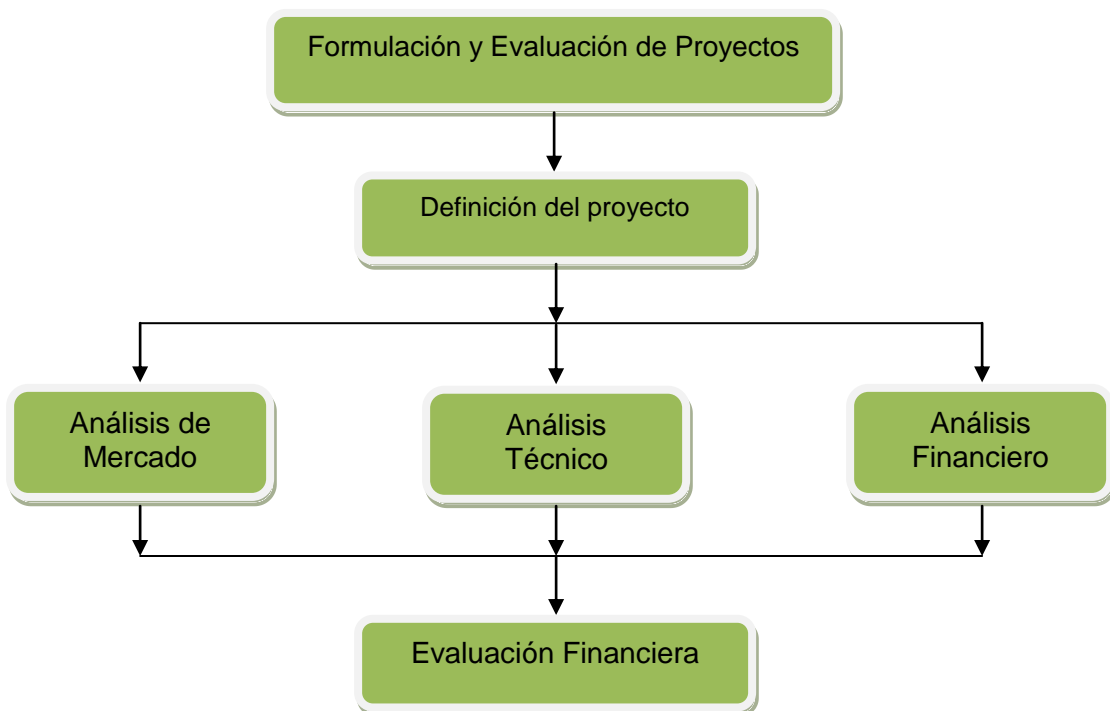 Formulación y Evaluación de Proyectos
Definición del proyecto
Análisis de
Mercado
Análisis
Técnico
Análisis
Financiero
Evaluación Financiera